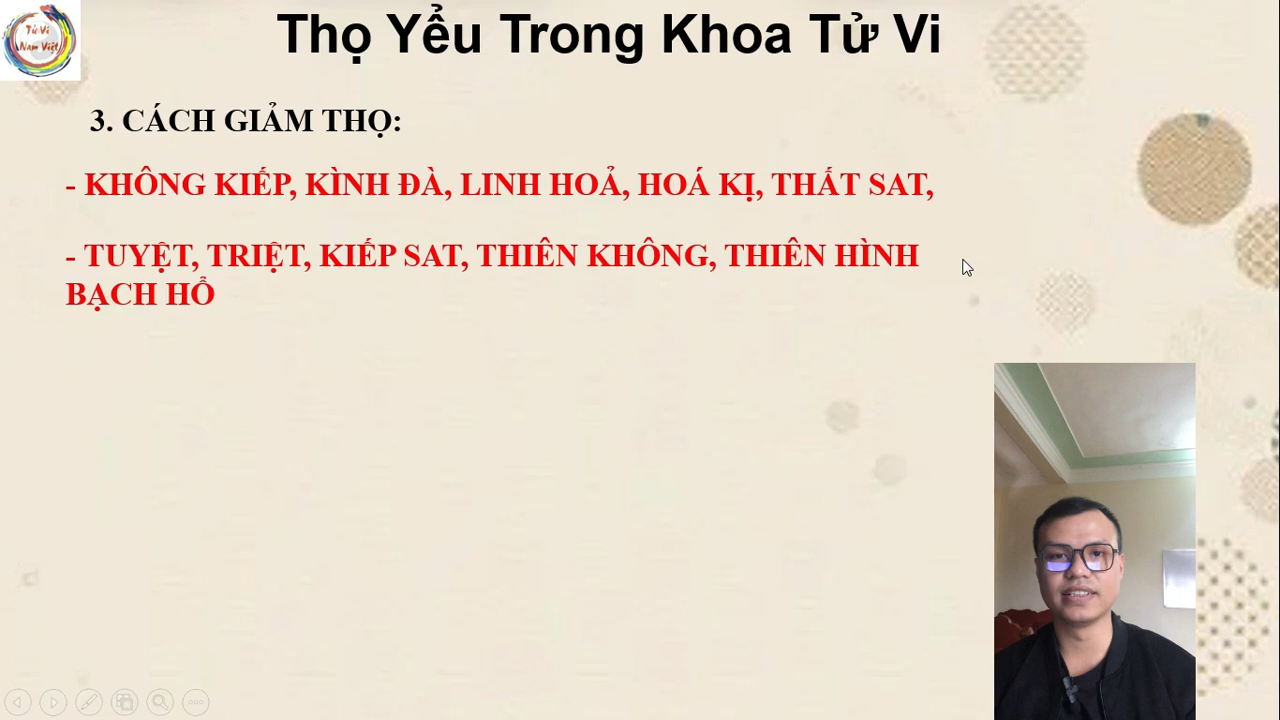 Tử Vi
Nam Việt
Thọ Yểu Trong Khoa Tử Vi
3. CÁCH GIẢM THỌ:
- KHÔNG KIẾP, KÌNH ĐÀ, LINH HOẢ, HOÁ KỊ, THẤT SAT,
- TUYỆT, TRIỆT, KIẾP SAT, THIÊN KHÔNG, THIÊN HÌNH
BẠCH HỔ